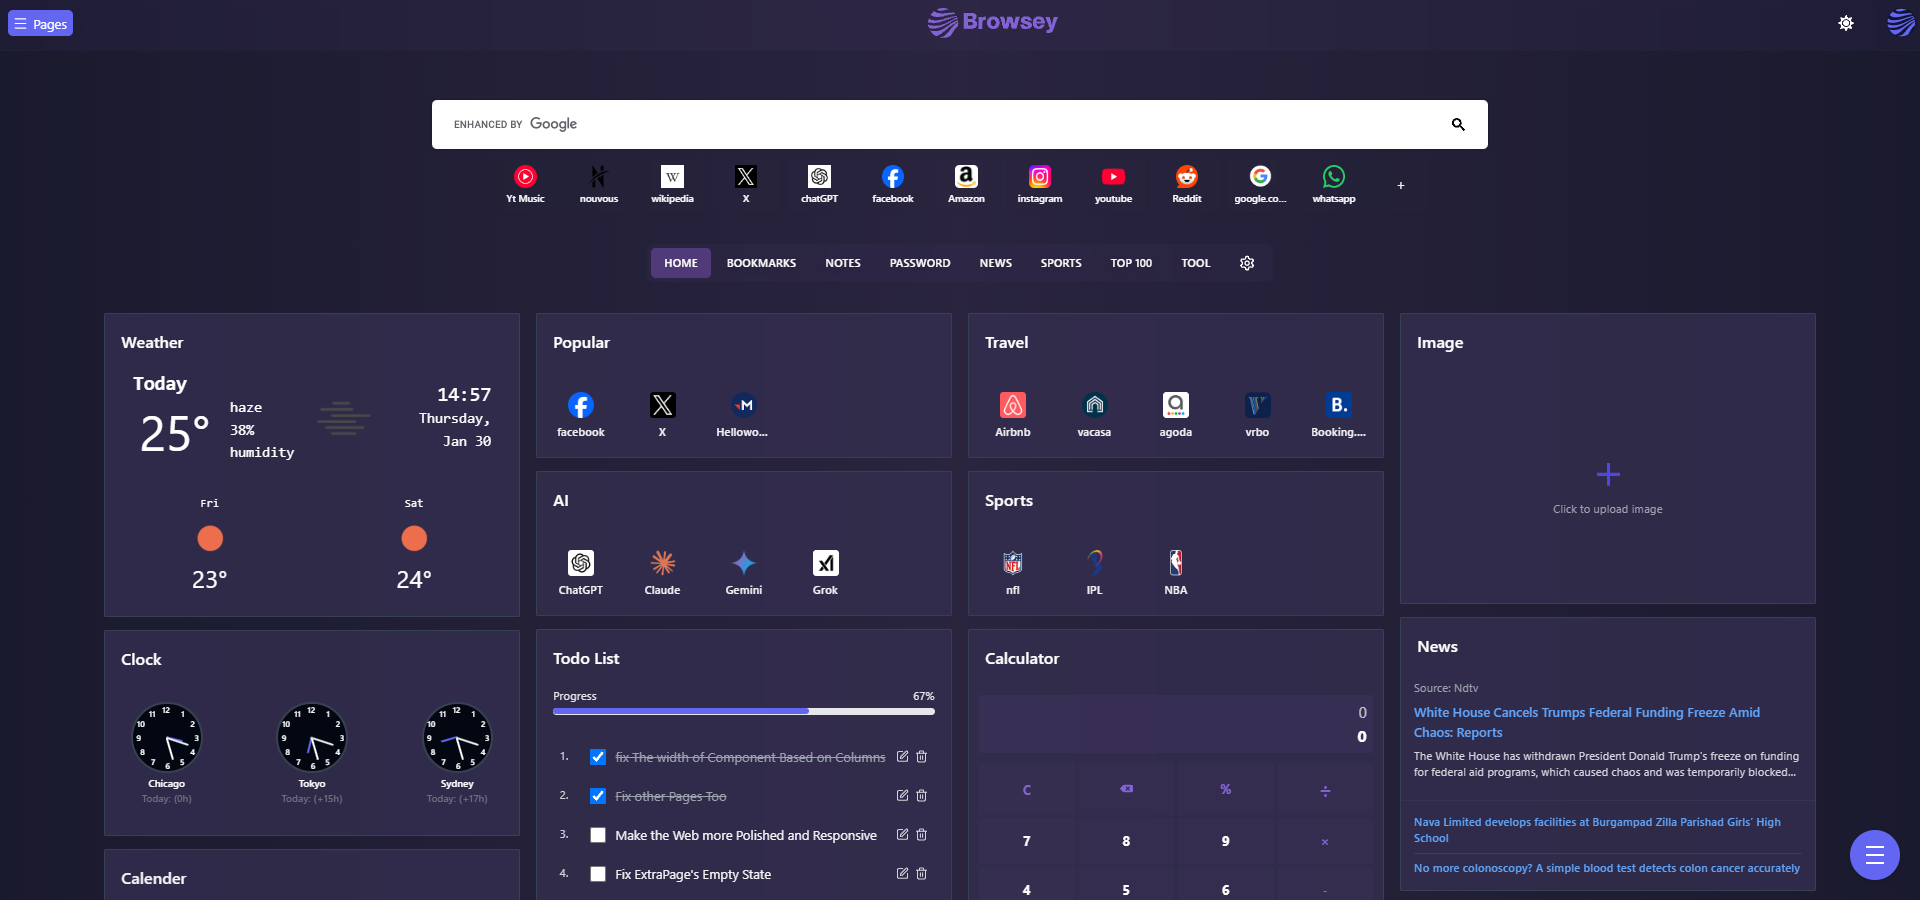 Pages
Browsey
ENHANCED BY Google
Yt Music
nouvous
wikipedia
X
chatGPT
facebook
Amazon
instagram
youtube
Reddit
google.co...
whatsapp
+
HOME
BOOKMARKS
NOTES
PASSWORD
NEWS
SPORTS
TOP 100
TOOL
Weather
Today
25°
haze
38%
humidity
14:57
Thursday,
Jan 30
Fri
Sat
23°
24°
Popular
facebook
X
Hellowo...
Travel
Airbnb
vacasa
agoda
vrbo
Booking....
Image
Click to upload image
AI
ChatGPT
Claude
Gemini
Grok
Sports
nfl
IPL
NBA
Clock
Chicago
Today: (0h)
Tokyo
Today: (+15h)
Sydney
Today: (+17h)
Todo List
Progress 67%
1. fix The width of Component Based on Columns
2. Fix other Pages Too
3. Make the Web more Polished and Responsive
4. Fix ExtraPage's Empty State
Calculator
0
0
C % ÷
7 8 9 ×
4 5 6 -
News
Source: Ndtv
White House Cancels Trumps Federal Funding Freeze Amid
Chaos: Reports
The White House has withdrawn President Donald Trump's freeze on funding
for federal aid programs, which caused chaos and was temporarily blocked...
Nava Limited develops facilities at Burgampad Zilla Parishad Girls' High
School
No more colonoscopy? A simple blood test detects colon cancer accurately
Calender